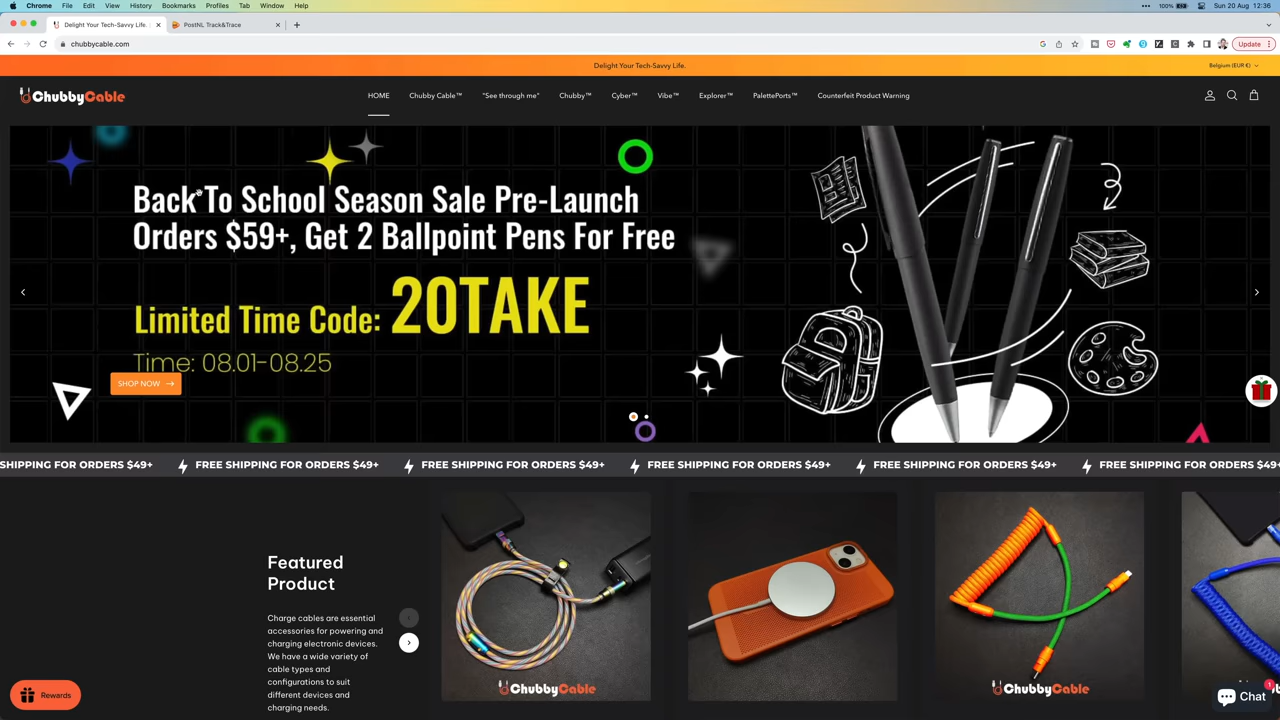 Chrome File Edit View History Bookmarks Profiles Tab Window Help
100% Sun 20 Aug 12:36
Delight Your Tech-Savvy Life.
PostNL Track&Trace
chubbycable.com
Update
Delight Your Tech-Savvy Life.
Belgium (EUR €)
ChubbyCable
HOME Chubby Cable™ "See through me" Chubby™ Cyber™ Vibe™ Explorer™ PalettePorts™ Counterfeit Product Warning
Back To School Season Sale Pre-Launch
Orders $59+, Get 2 Ballpoint Pens For Free
Limited Time Code: 20TAKE
Time: 08.01-08.25
SHOP NOW
SHIPPING FOR ORDERS $49+ FREE SHIPPING FOR ORDERS $49+ FREE SHIPPING FOR ORDERS $49+ FREE SHIPPING FOR ORDERS $49+ FREE SHIPPING FOR ORDERS $49+ FREE SHIPPING FOR ORDERS $49+
Featured
Product
Charge cables are essential
accessories for powering and
charging electronic devices.
We have a wide variety of
cable types and
configurations to suit
different devices and
charging needs.
ChubbyCable
ChubbyCable
Rewards
Chat
1